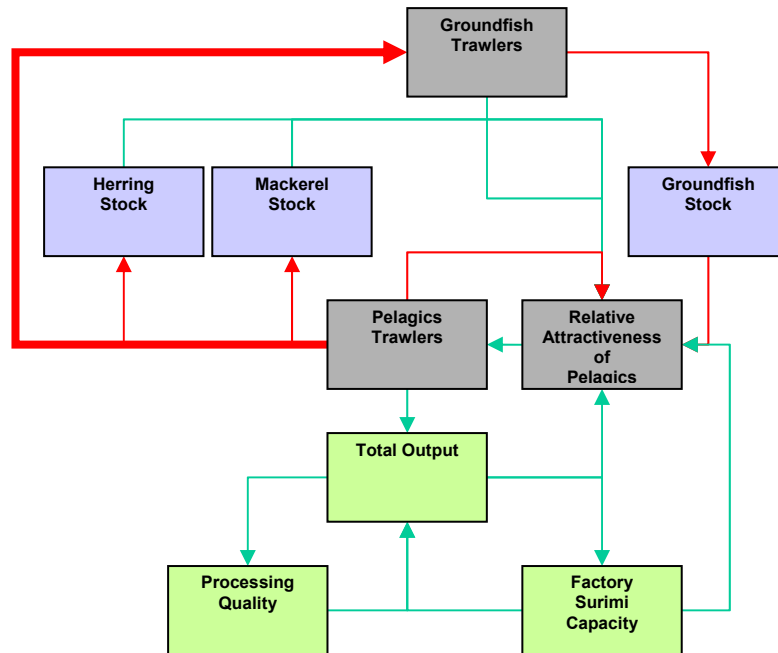 Groundfish
Trawlers
Herring
Stock
Mackerel
Stock
Groundfish
Stock
Pelagics
Trawlers
Relative
Attractiveness
of
Pelagics
Total Output
Processing
Quality
Factory
Surimi
Capacity